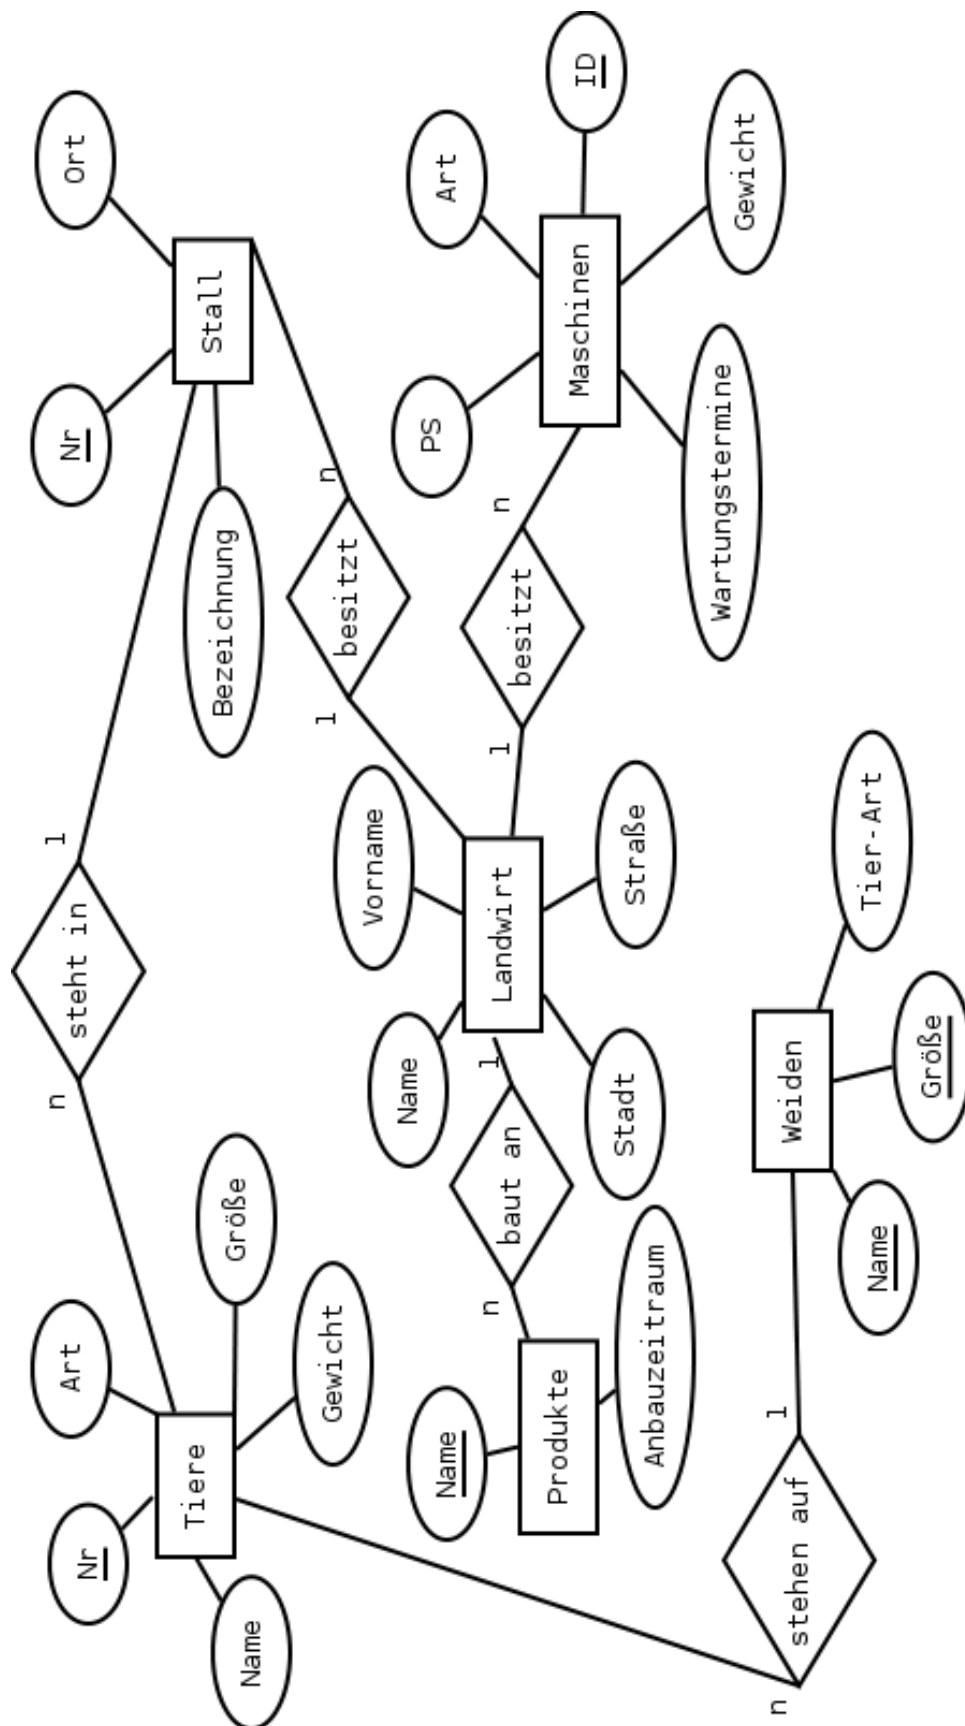 Nr
Art
Name
Tiere
Größe
Gewicht
n
steht in
1
Nr
Ort
Stall
Bezeichnung
n
besitzt
1
Name
Vorname
Landwirt
Stadt
Straße
1
besitzt
n
PS
Art
ID
Maschinen
Wartungstermine
Gewicht
1
baut an
n
Name
Produkte
Anbauzeitraum
n
stehen auf
1
Name
Weiden
Größe
Tier-Art